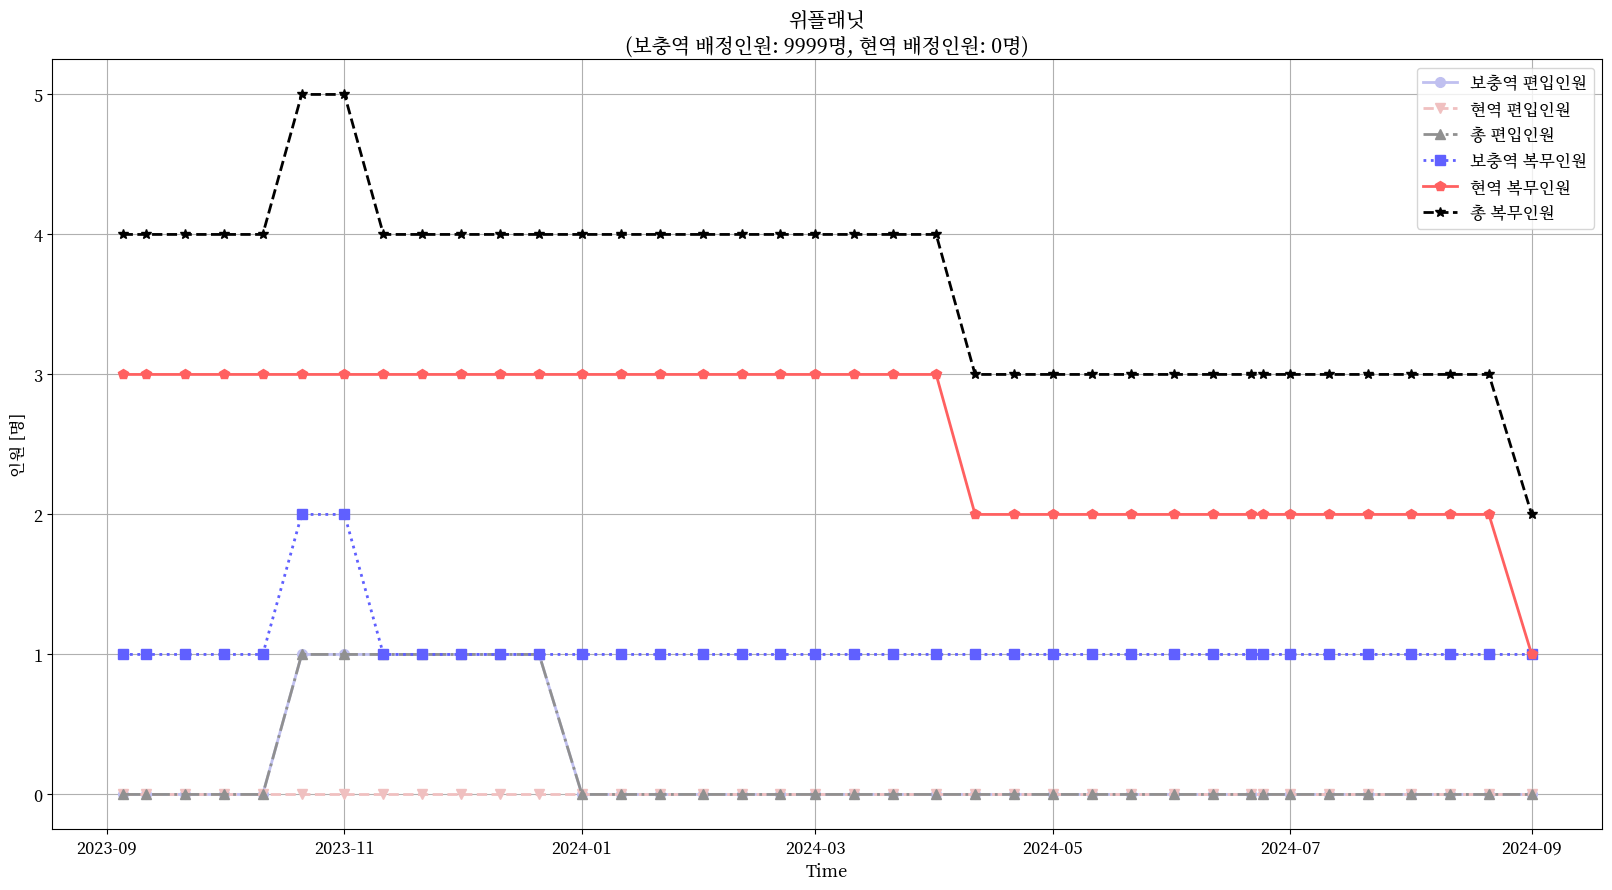 위플래닛
(보충역 배정인원: 9999명, 현역 배정인원: 0명)
보충역 편입인원
현역 편입인원
총 편입인원
보충역 복무인원
현역 복무인원
총 복무인원
인원 [명]
5
4
3
2
1
0
2023-09
2023-11
2024-01
2024-03
2024-05
2024-07
2024-09
Time